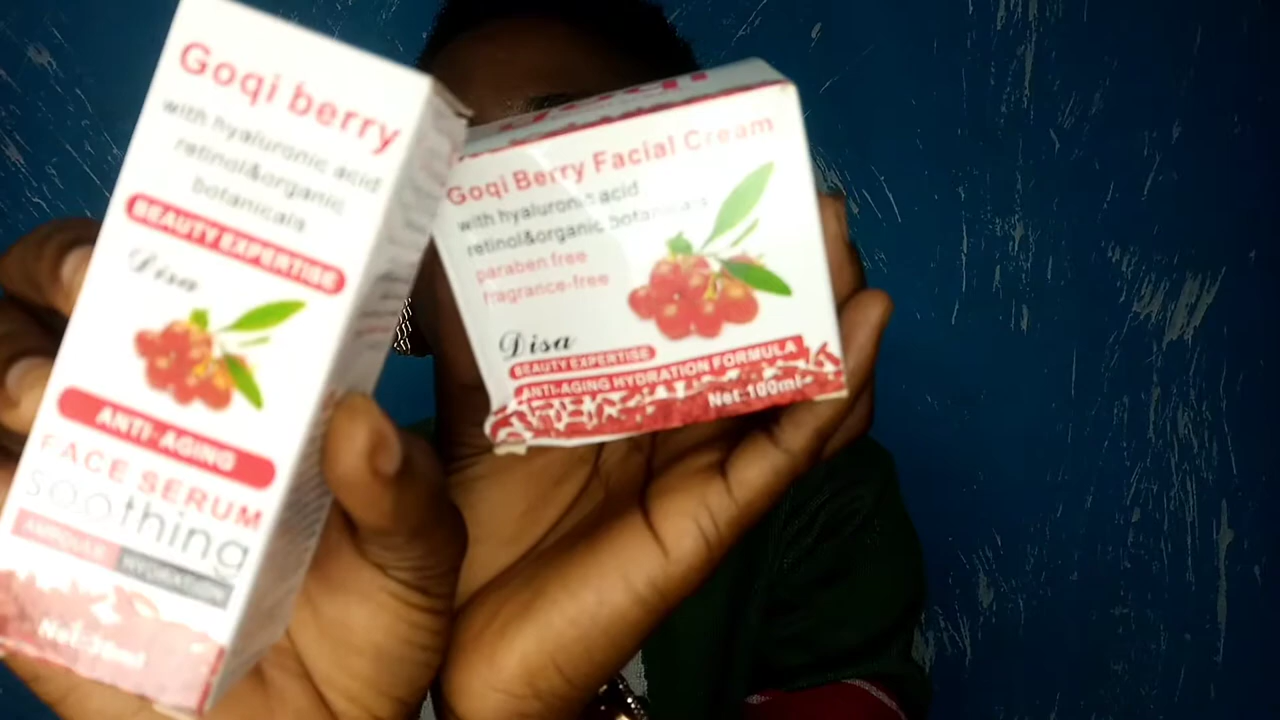 Goqi berry
with hyaluronic acid
retinol&organic
botanicals
BEAUTY EXPERTISE
Disa
ANTI-AGING
FACE SERUM
Soothing
AMPOULE HYDRATION
Goqi Berry Facial Cream
with hyaluronic acid
retinol&organic botanicals
paraben free
fragrance-free
Disa
BEAUTY EXPERTISE
ANTI-AGING HYDRATION FORMULA
Net:100ml